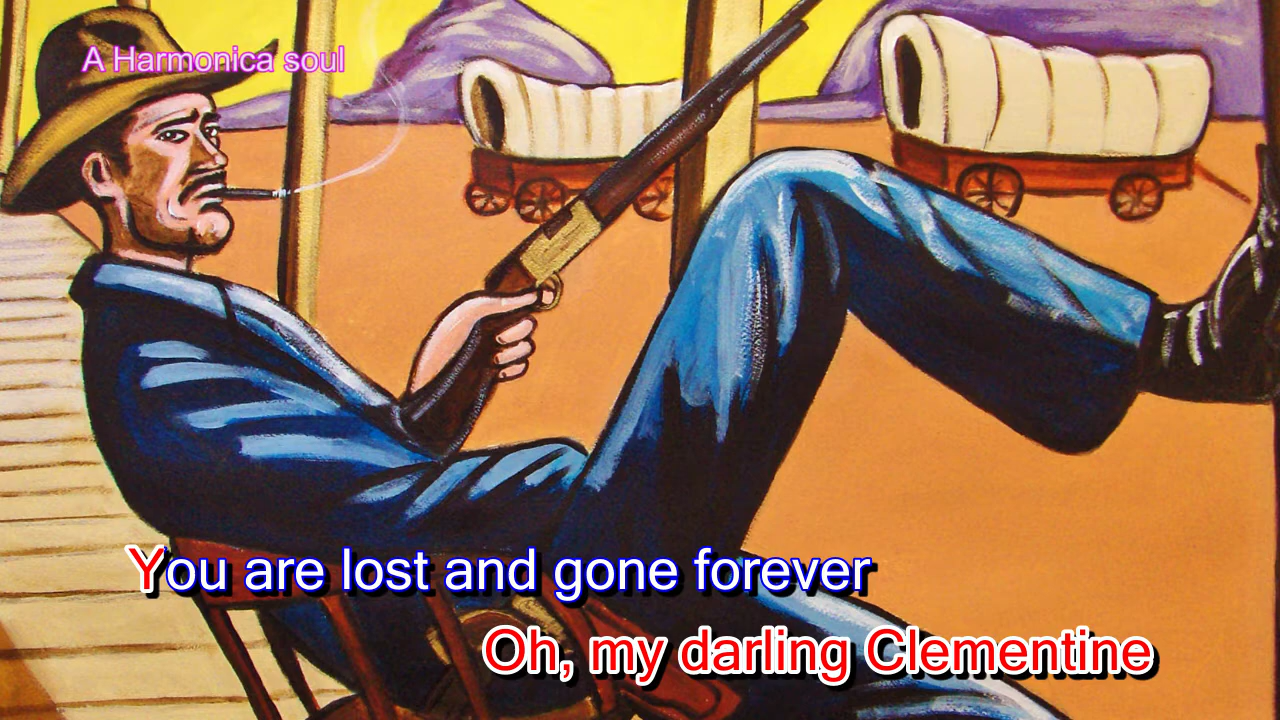 A Harmonica soul
You are lost and gone forever
Oh, my darling Clementine